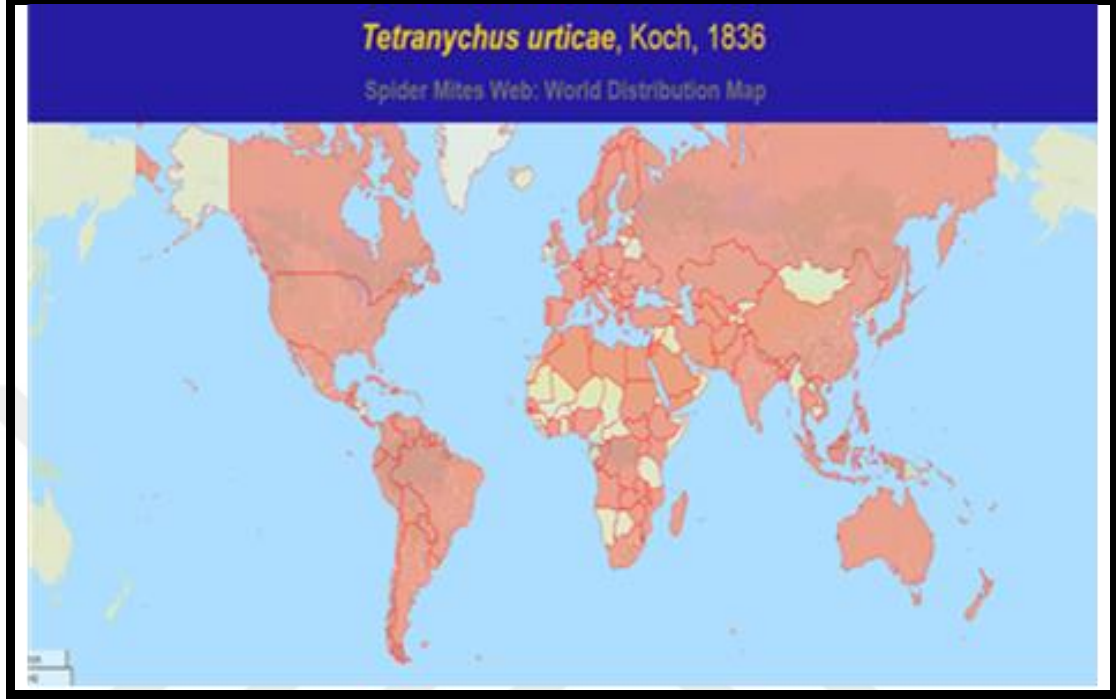 Tetranychus urticae, Koch, 1836
Spider Mites Web: World Distribution Map